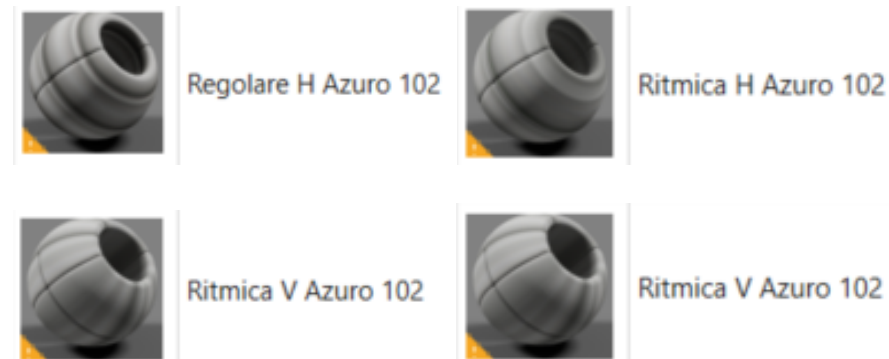 Regolare H Azuro 102
Ritmica H Azuro 102
Ritmica V Azuro 102
Ritmica V Azuro 102